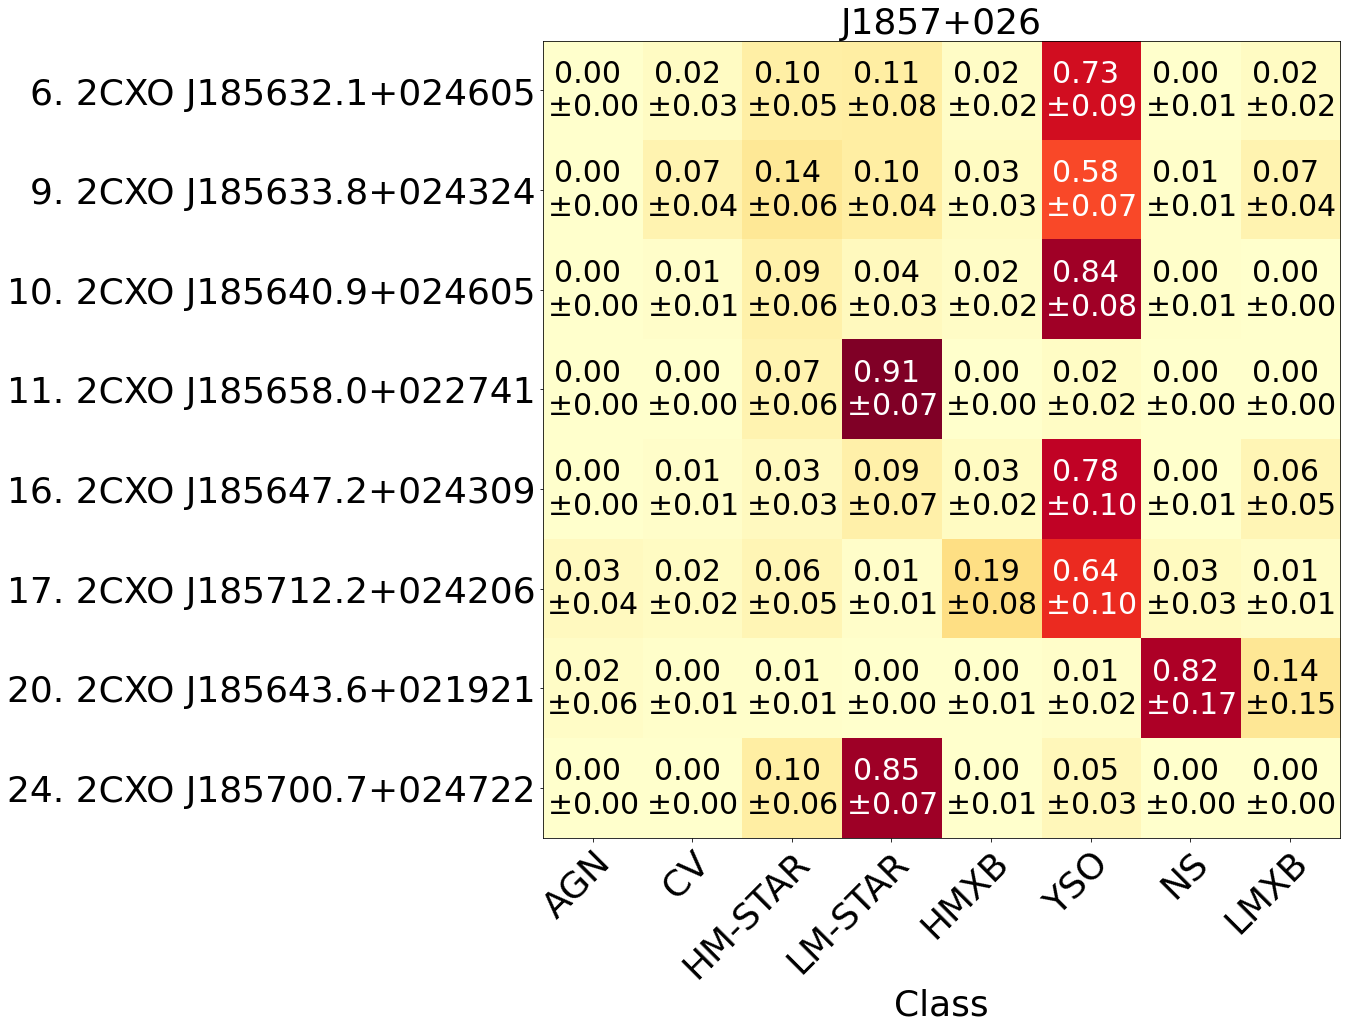 J1857+026
6. 2CXO J185632.1+024605 0.00 0.02 0.10 0.11 0.02 0.73 0.00 0.02
±0.00 ±0.03 ±0.05 ±0.08 ±0.02 ±0.09 ±0.01 ±0.02
9. 2CXO J185633.8+024324 0.00 0.07 0.14 0.10 0.03 0.58 0.01 0.07
±0.00 ±0.04 ±0.06 ±0.04 ±0.03 ±0.07 ±0.01 ±0.04
10. 2CXO J185640.9+024605 0.00 0.01 0.09 0.04 0.02 0.84 0.00 0.00
±0.00 ±0.01 ±0.06 ±0.03 ±0.02 ±0.08 ±0.01 ±0.00
11. 2CXO J185658.0+022741 0.00 0.00 0.07 0.91 0.00 0.02 0.00 0.00
±0.00 ±0.00 ±0.06 ±0.07 ±0.00 ±0.02 ±0.00 ±0.00
16. 2CXO J185647.2+024309 0.00 0.01 0.03 0.09 0.03 0.78 0.00 0.06
±0.00 ±0.01 ±0.03 ±0.07 ±0.02 ±0.10 ±0.01 ±0.05
17. 2CXO J185712.2+024206 0.03 0.02 0.06 0.01 0.19 0.64 0.03 0.01
±0.04 ±0.02 ±0.05 ±0.01 ±0.08 ±0.10 ±0.03 ±0.01
20. 2CXO J185643.6+021921 0.02 0.00 0.01 0.00 0.00 0.01 0.82 0.14
±0.06 ±0.01 ±0.01 ±0.00 ±0.01 ±0.02 ±0.17 ±0.15
24. 2CXO J185700.7+024722 0.00 0.00 0.10 0.85 0.00 0.05 0.00 0.00
±0.00 ±0.00 ±0.06 ±0.07 ±0.01 ±0.03 ±0.00 ±0.00
AGN CV HM-STAR LM-STAR HMXB YSO NS LMXB
Class